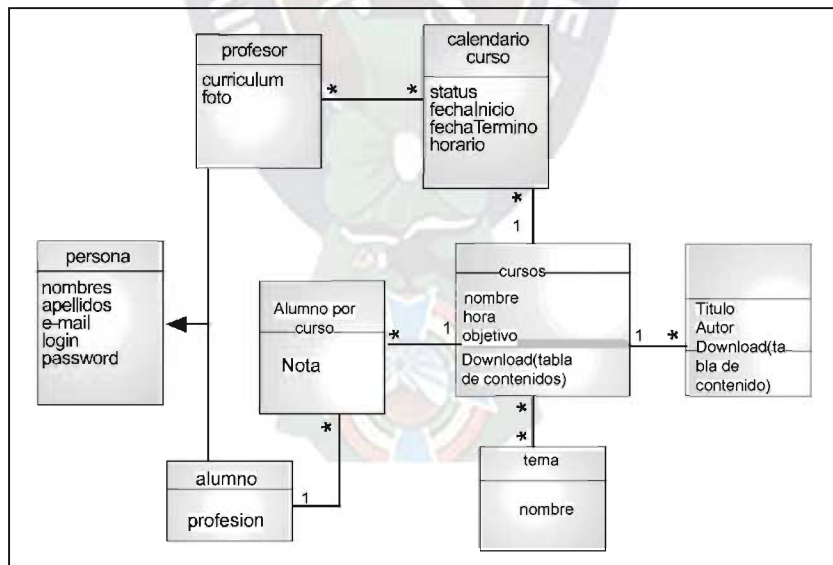 profesor
curriculum
foto
*
*
calendario
curso
status
fechaInicio
fechaTermino
horario
*
1
persona
nombres
apellidos
e-mail
login
password
Alumno por
curso
Nota
*
1
cursos
nombre
hora
objetivo
Download(tabla
de contenidos)
1
*
Titulo
Autor
Download(ta
bla de
contenido)
*
*
*
tema
nombre
alumno
profesion
1